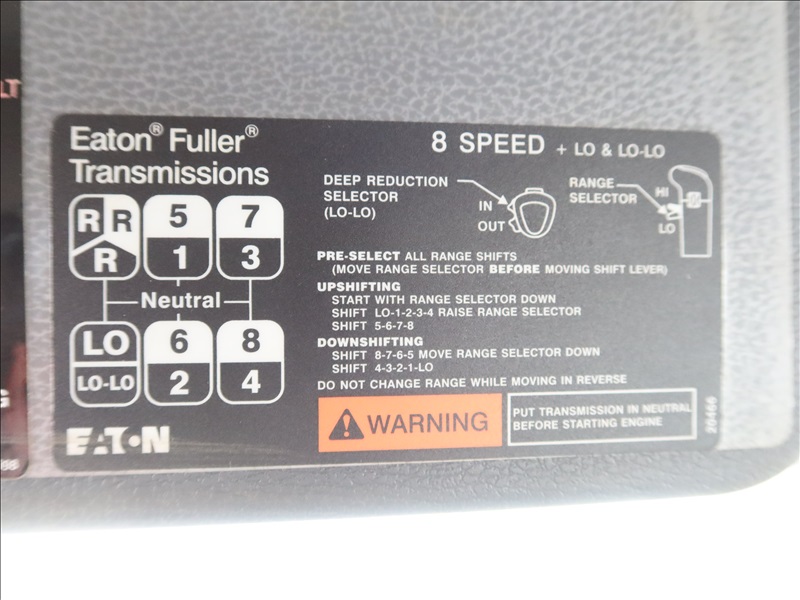 LT
Eaton® Fuller®
Transmissions
R R 5 7
R 1 3
Neutral
LO 6 8
LO-LO 2 4
EATON
8 SPEED + LO & LO-LO
DEEP REDUCTION
SELECTOR
(LO-LO)
IN
OUT
RANGE
SELECTOR
HI
LO
PRE-SELECT ALL RANGE SHIFTS
(MOVE RANGE SELECTOR BEFORE MOVING SHIFT LEVER)
UPSHIFTING
START WITH RANGE SELECTOR DOWN
SHIFT LO-1-2-3-4 RAISE RANGE SELECTOR
SHIFT 5-6-7-8
DOWNSHIFTING
SHIFT 8-7-6-5 MOVE RANGE SELECTOR DOWN
SHIFT 4-3-2-1-LO
DO NOT CHANGE RANGE WHILE MOVING IN REVERSE
WARNING
PUT TRANSMISSION IN NEUTRAL
BEFORE STARTING ENGINE
20466
G